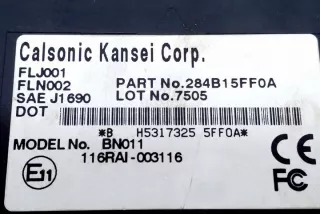 Calsonic Kansei Corp.
FLJ001
FLN002 PART No.284B15FF0A
SAE J1690 LOT No.7505
DOT
*B H5317325 5FF0A*
MODEL No. BN011
116RAI-003116
E11
CE
FC